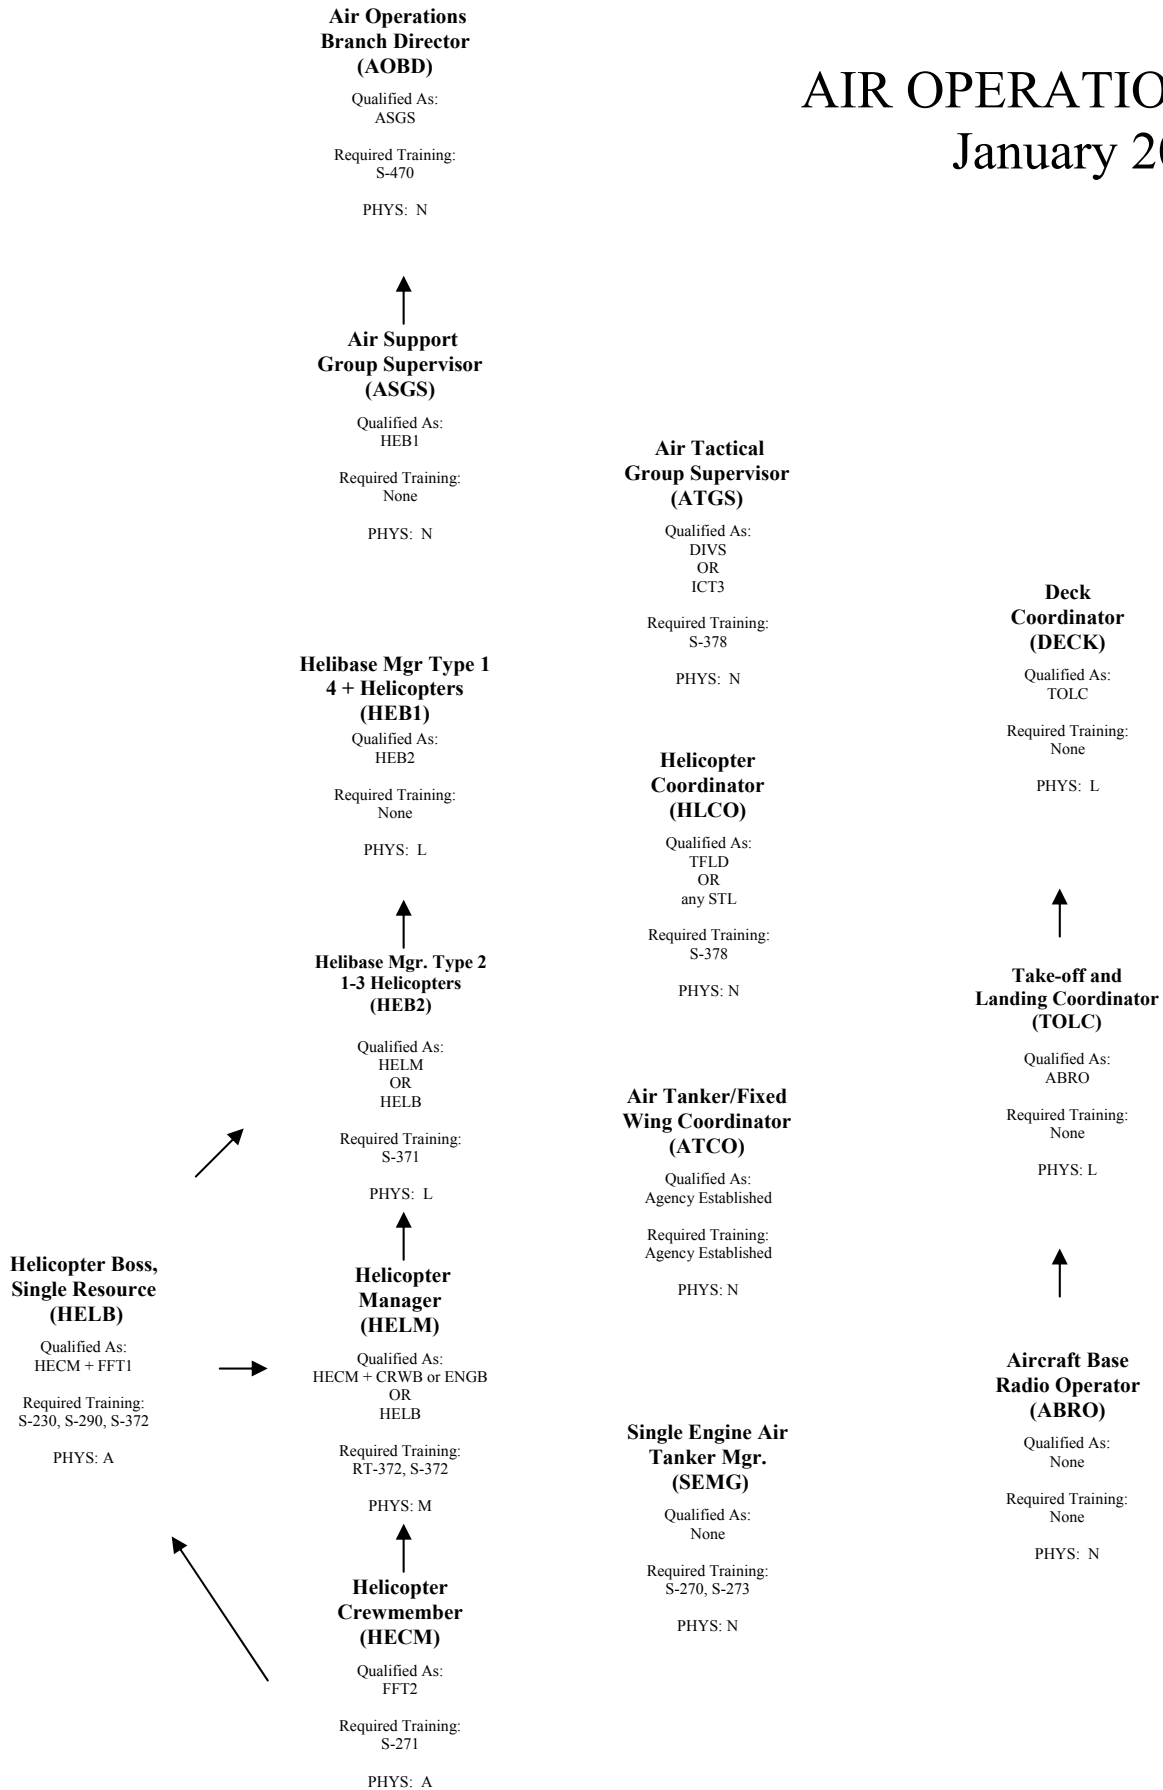 Air Operations
Branch Director
(AOBD)
Qualified As:
ASGS
Required Training:
S-470
PHYS: N
AIR OPERATIO
January 20
Air Support
Group Supervisor
(ASGS)
Qualified As:
HEB1
Required Training:
None
PHYS: N
Helibase Mgr Type 1
4 + Helicopters
(HEB1)
Qualified As:
HEB2
Required Training:
None
PHYS: L
Helibase Mgr. Type 2
1-3 Helicopters
(HEB2)
Qualified As:
HELM
OR
HELB
Required Training:
S-371
PHYS: L
Helicopter Boss,
Single Resource
(HELB)
Qualified As:
HECM + FFT1
Required Training:
S-230, S-290, S-372
PHYS: A
Helicopter
Manager
(HELM)
Qualified As:
HECM + CRWB or ENGB
OR
HELB
Required Training:
RT-372, S-372
PHYS: M
Helicopter
Crewmember
(HECM)
Qualified As:
FFT2
Required Training:
S-271
PHYS: A
Air Tactical
Group Supervisor
(ATGS)
Qualified As:
DIVS
OR
ICT3
Required Training:
S-378
PHYS: N
Helicopter
Coordinator
(HLCO)
Qualified As:
TFLD
OR
any STL
Required Training:
S-378
PHYS: N
Air Tanker/Fixed
Wing Coordinator
(ATCO)
Qualified As:
Agency Established
Required Training:
Agency Established
PHYS: N
Single Engine Air
Tanker Mgr.
(SEMG)
Qualified As:
None
Required Training:
S-270, S-273
PHYS: N
Deck
Coordinator
(DECK)
Qualified As:
TOLC
Required Training:
None
PHYS: L
Take-off and
Landing Coordinator
(TOLC)
Qualified As:
ABRO
Required Training:
None
PHYS: L
Aircraft Base
Radio Operator
(ABRO)
Qualified As:
None
Required Training:
None
PHYS: N